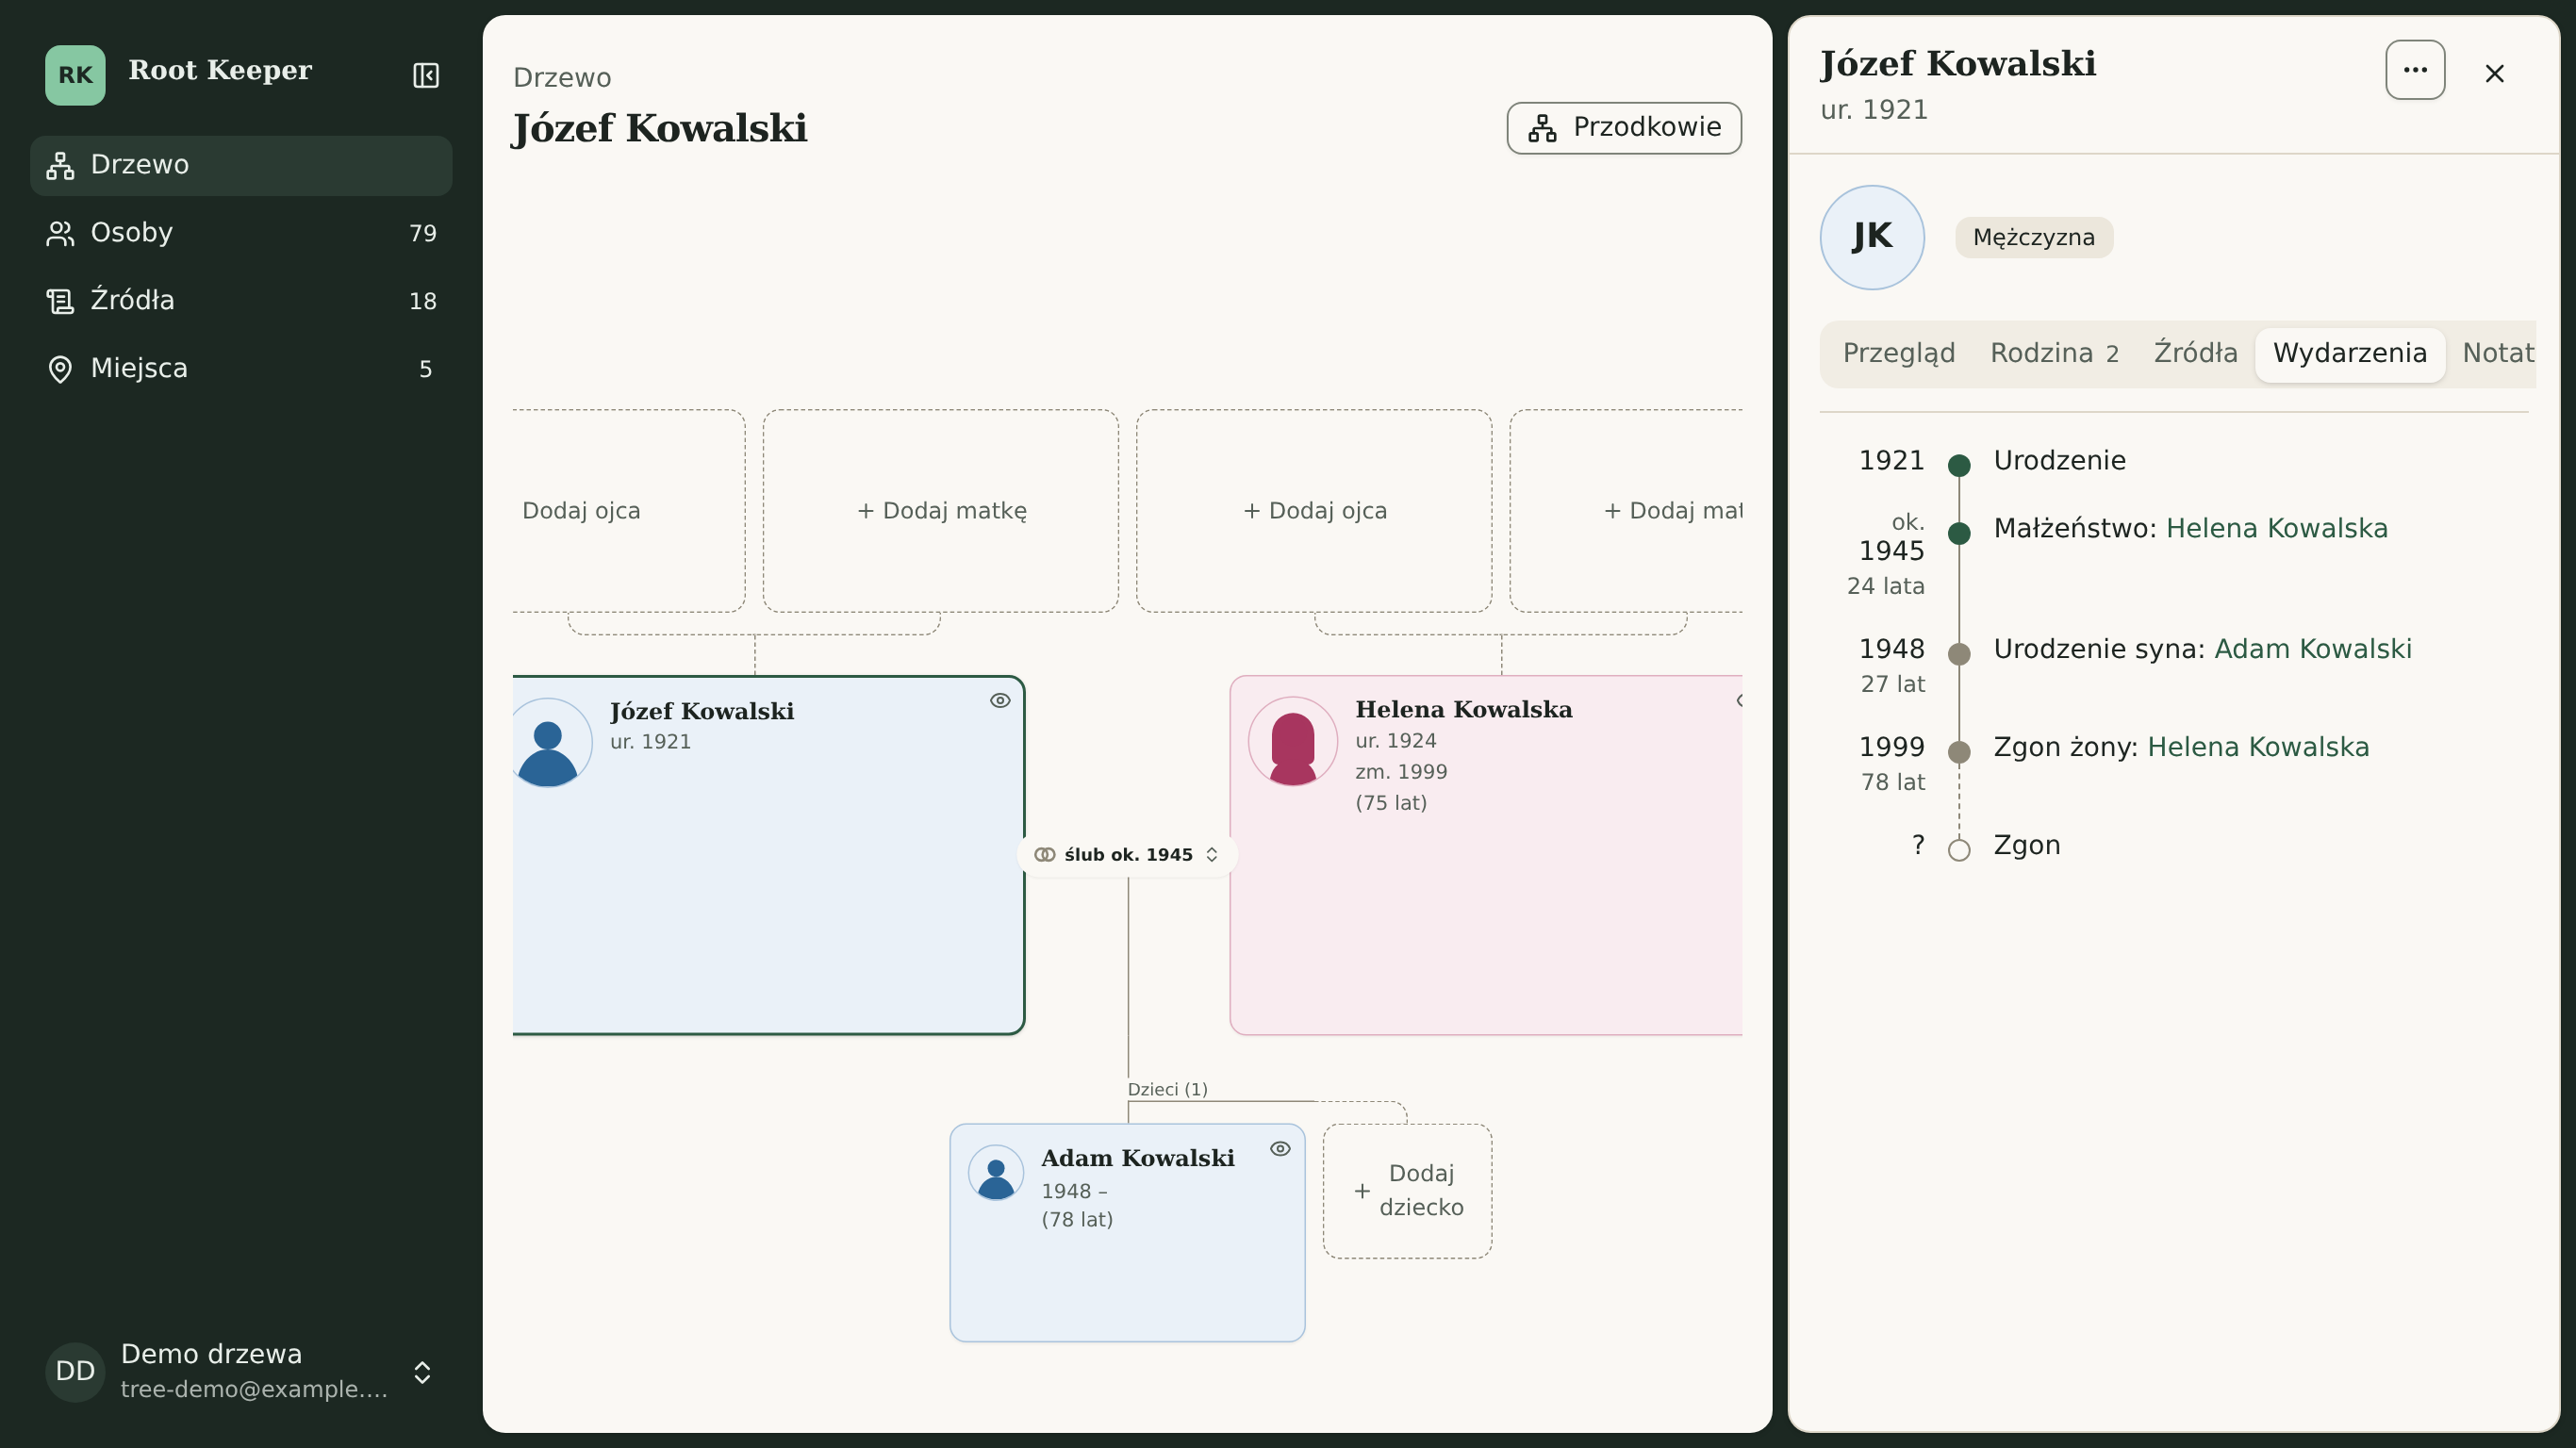 RK
Root Keeper
Drzewo
Osoby 79
Źródła 18
Miejsca 5
DD
Demo drzewa
tree-demo@example....
Drzewo
Józef Kowalski
Przodkowie
Dodaj ojca
+ Dodaj matkę
+ Dodaj ojca
+ Dodaj mat
Józef Kowalski
ur. 1921
Helena Kowalska
ur. 1924
zm. 1999
(75 lat)
ślub ok. 1945
Dzieci (1)
Adam Kowalski
1948 –
(78 lat)
+ Dodaj
dziecko
Józef Kowalski
ur. 1921
JK
Mężczyzna
Przegląd Rodzina 2 Źródła Wydarzenia Notat
1921 Urodzenie
ok.
1945 Małżeństwo: Helena Kowalska
24 lata
1948 Urodzenie syna: Adam Kowalski
27 lat
1999 Zgon żony: Helena Kowalska
78 lat
? Zgon